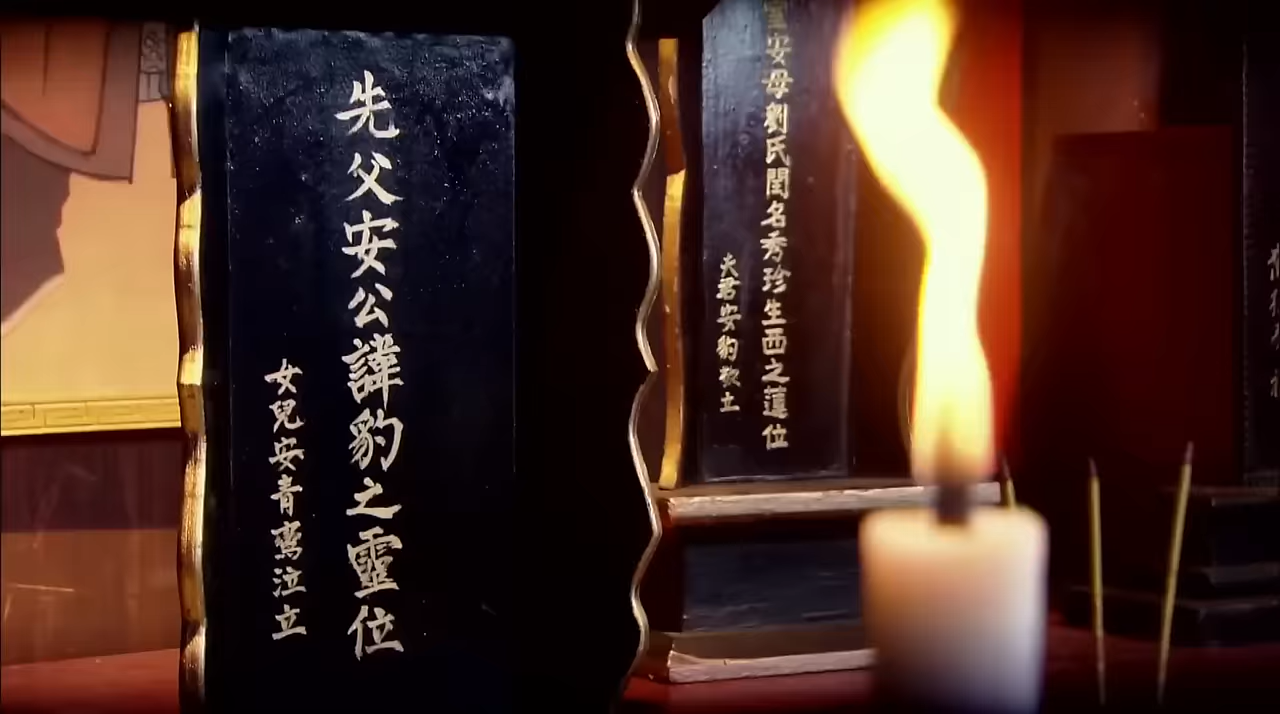 先父安公諱豹之靈位
女兒安青鸞泣立
安母劉氏閨名秀珍生西之蓮位
夫君安豹敬立